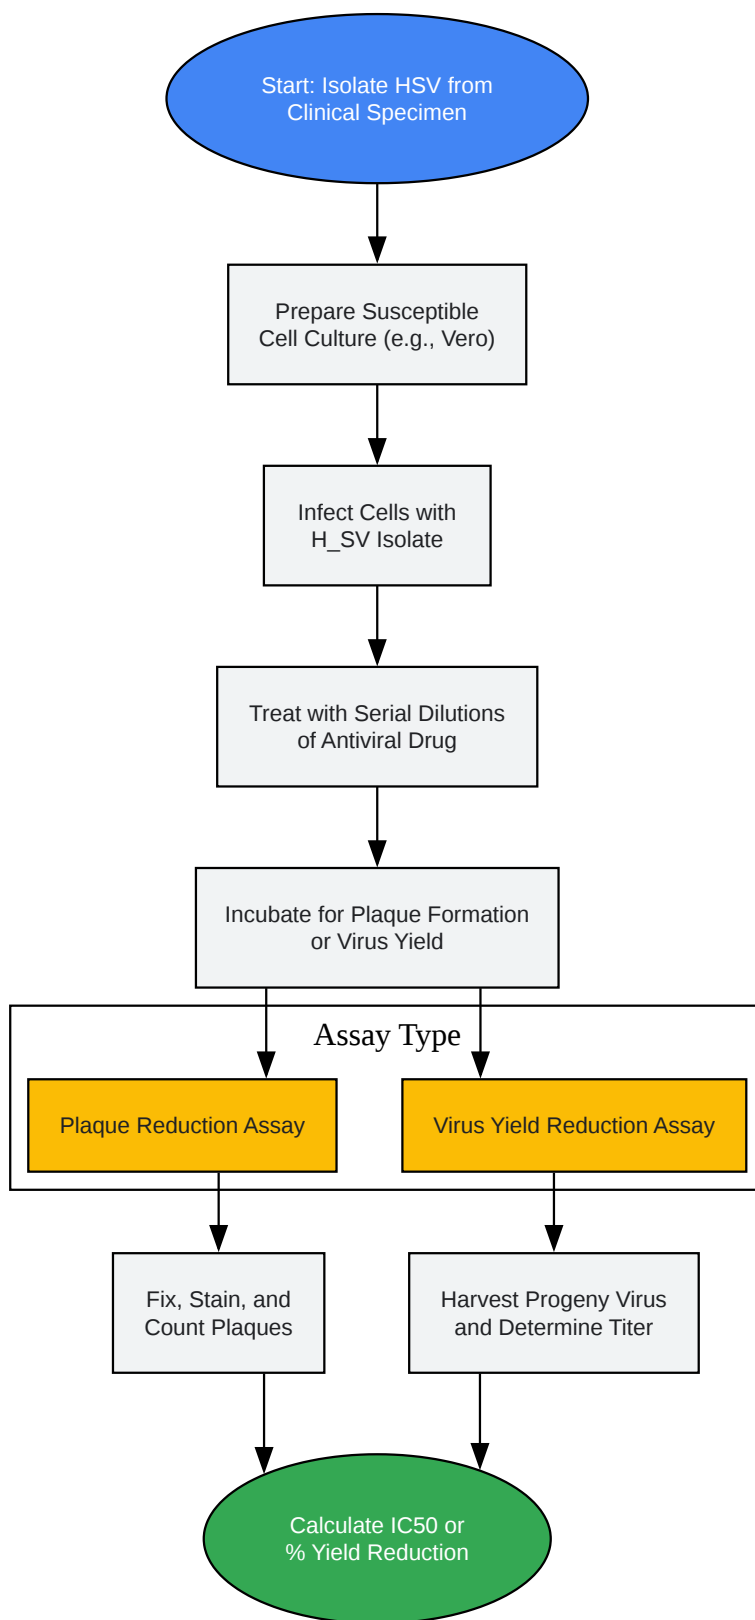 Start: Isolate HSV from
Clinical Specimen
Prepare Susceptible
Cell Culture (e.g., Vero)
Infect Cells with
H_SV Isolate
Treat with Serial Dilutions
of Antiviral Drug
Incubate for Plaque Formation
or Virus Yield
Assay Type
Plaque Reduction Assay
Virus Yield Reduction Assay
Fix, Stain, and
Count Plaques
Harvest Progeny Virus
and Determine Titer
Calculate IC50 or
% Yield Reduction